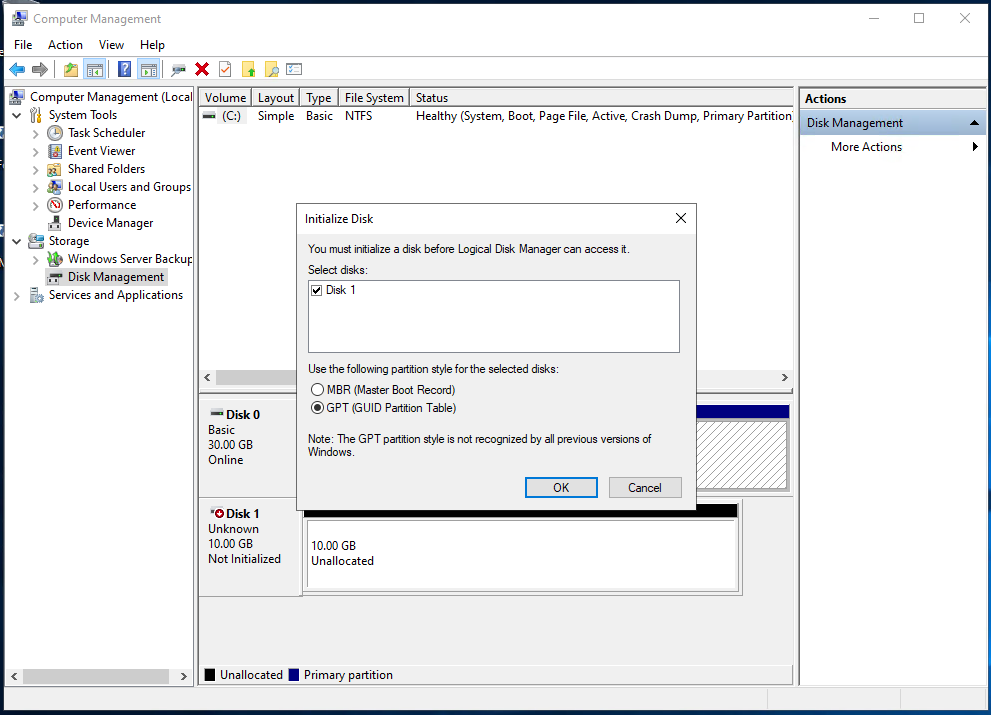 Computer Management
File Action View Help
Computer Management (Local
System Tools
Task Scheduler
Event Viewer
Shared Folders
Local Users and Groups
Performance
Device Manager
Storage
Windows Server Backup
Disk Management
Services and Applications
Volume Layout Type File System Status
(C:) Simple Basic NTFS Healthy (System, Boot, Page File, Active, Crash Dump, Primary Partition)
Actions
Disk Management
More Actions
Initialize Disk
You must initialize a disk before Logical Disk Manager can access it.
Select disks:
Disk 1
Use the following partition style for the selected disks:
MBR (Master Boot Record)
GPT (GUID Partition Table)
Note: The GPT partition style is not recognized by all previous versions of
Windows.
OK Cancel
Disk 0
Basic
30.00 GB
Online
Disk 1
Unknown
10.00 GB
Not Initialized
10.00 GB
Unallocated
Unallocated Primary partition